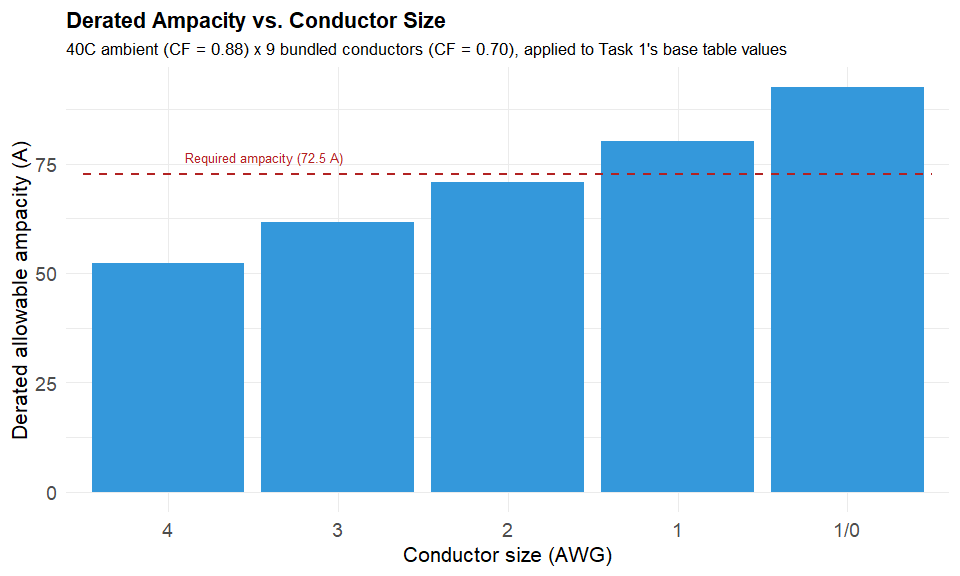 Derated Ampacity vs. Conductor Size
40C ambient (CF = 0.88) x 9 bundled conductors (CF = 0.70), applied to Task 1's base table values
Derated allowable ampacity (A)
75
50
25
0
Required ampacity (72.5 A)
4
3
2
1
1/0
Conductor size (AWG)